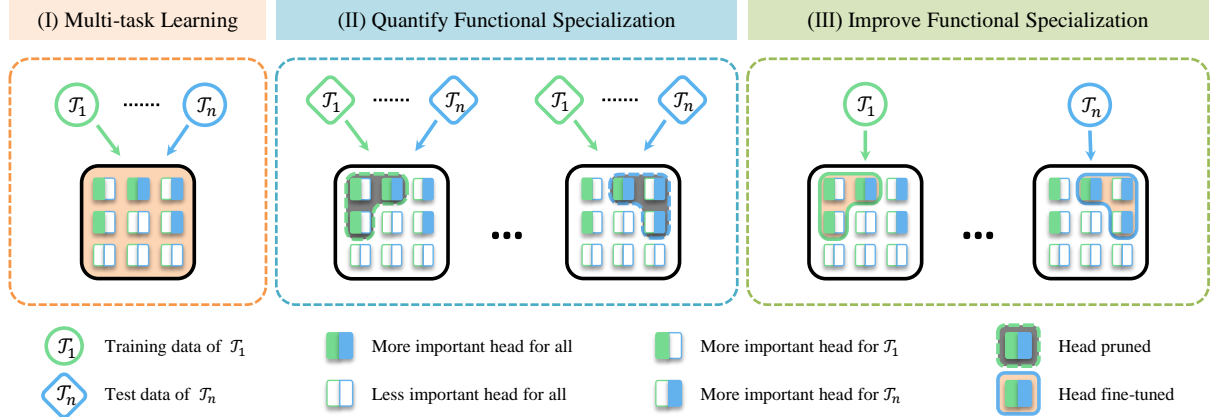 (I) Multi-task Learning
(II) Quantify Functional Specialization
(III) Improve Functional Specialization
𝒯1 ······· 𝒯n
𝒯1 ······· 𝒯n
𝒯1 ······· 𝒯n
𝒯1
𝒯n
...
...
𝒯1 Training data of 𝒯1
More important head for all
More important head for 𝒯1
Head pruned
𝒯n Test data of 𝒯n
Less important head for all
More important head for 𝒯n
Head fine-tuned